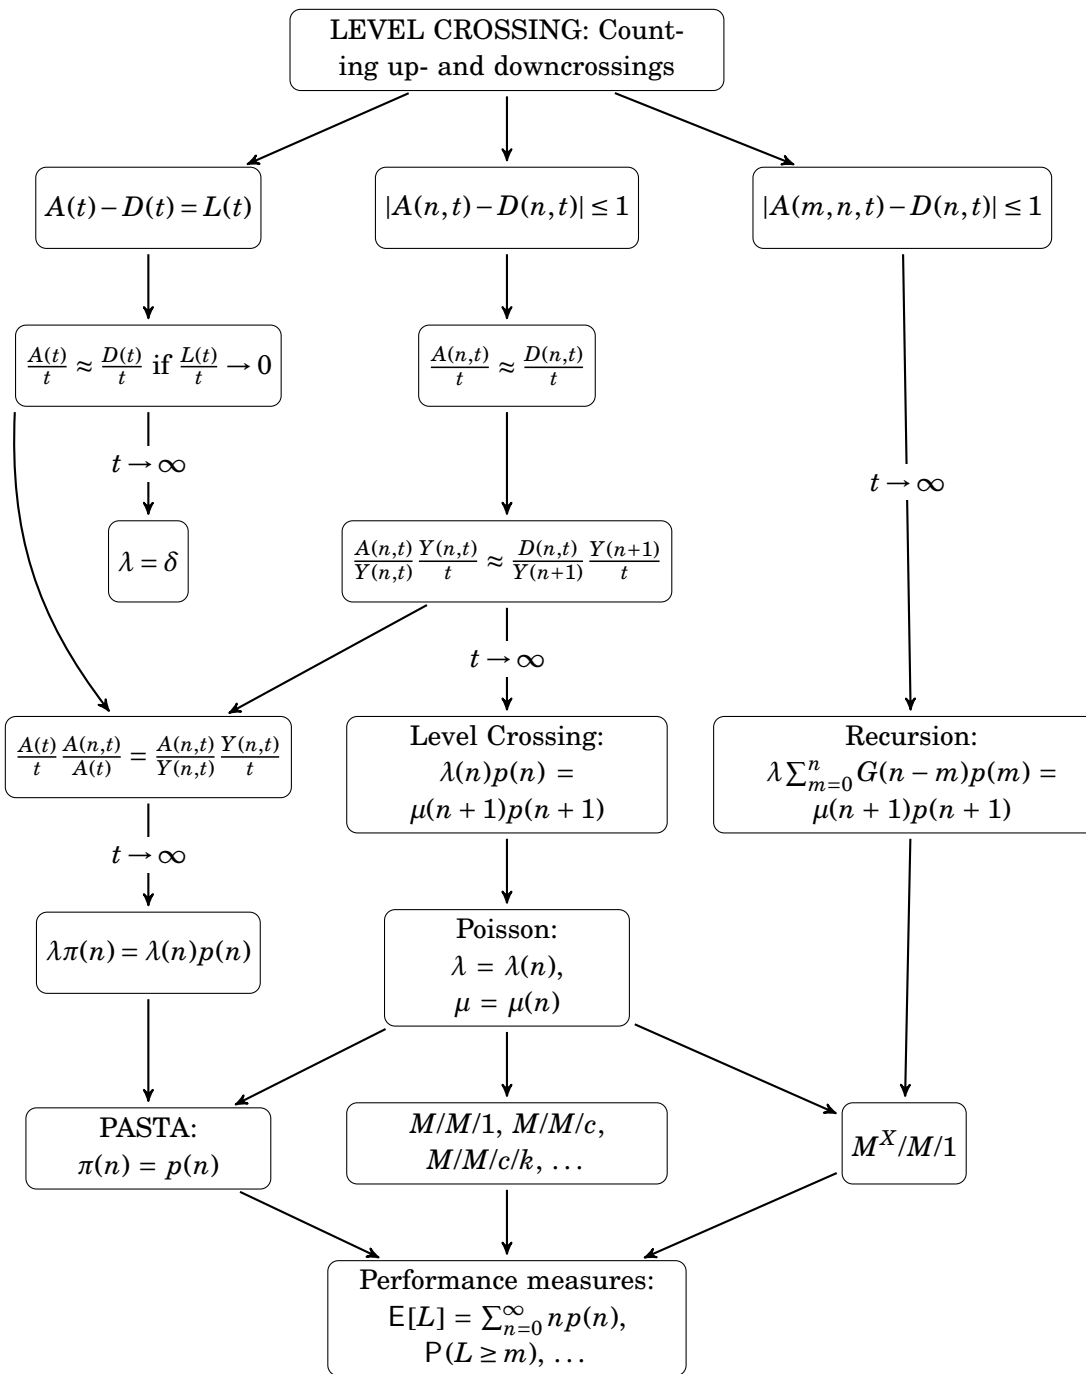 LEVEL CROSSING: Count-
ing up- and downcrossings
A(t) − D(t) = L(t)
|A(n,t) − D(n,t)| ≤ 1
|A(m,n,t) − D(n,t)| ≤ 1
A(t)/t ≈ D(t)/t if L(t)/t → 0
A(n,t)/t ≈ D(n,t)/t
t → ∞
t → ∞
λ = δ
A(n,t)/Y(n,t) Y(n,t)/t ≈ D(n,t)/Y(n+1) Y(n+1)/t
t → ∞
A(t)/t A(n,t)/A(t) = A(n,t)/Y(n,t) Y(n,t)/t
Level Crossing:
λ(n)p(n) =
μ(n + 1)p(n + 1)
Recursion:
λ∑_{m=0}^{n} G(n − m)p(m) =
μ(n + 1)p(n + 1)
t → ∞
λπ(n) = λ(n)p(n)
Poisson:
λ = λ(n),
μ = μ(n)
PASTA:
π(n) = p(n)
M/M/1, M/M/c,
M/M/c/k, …
M^X/M/1
Performance measures:
E[L] = ∑_{n=0}^{∞} np(n),
P(L ≥ m), …